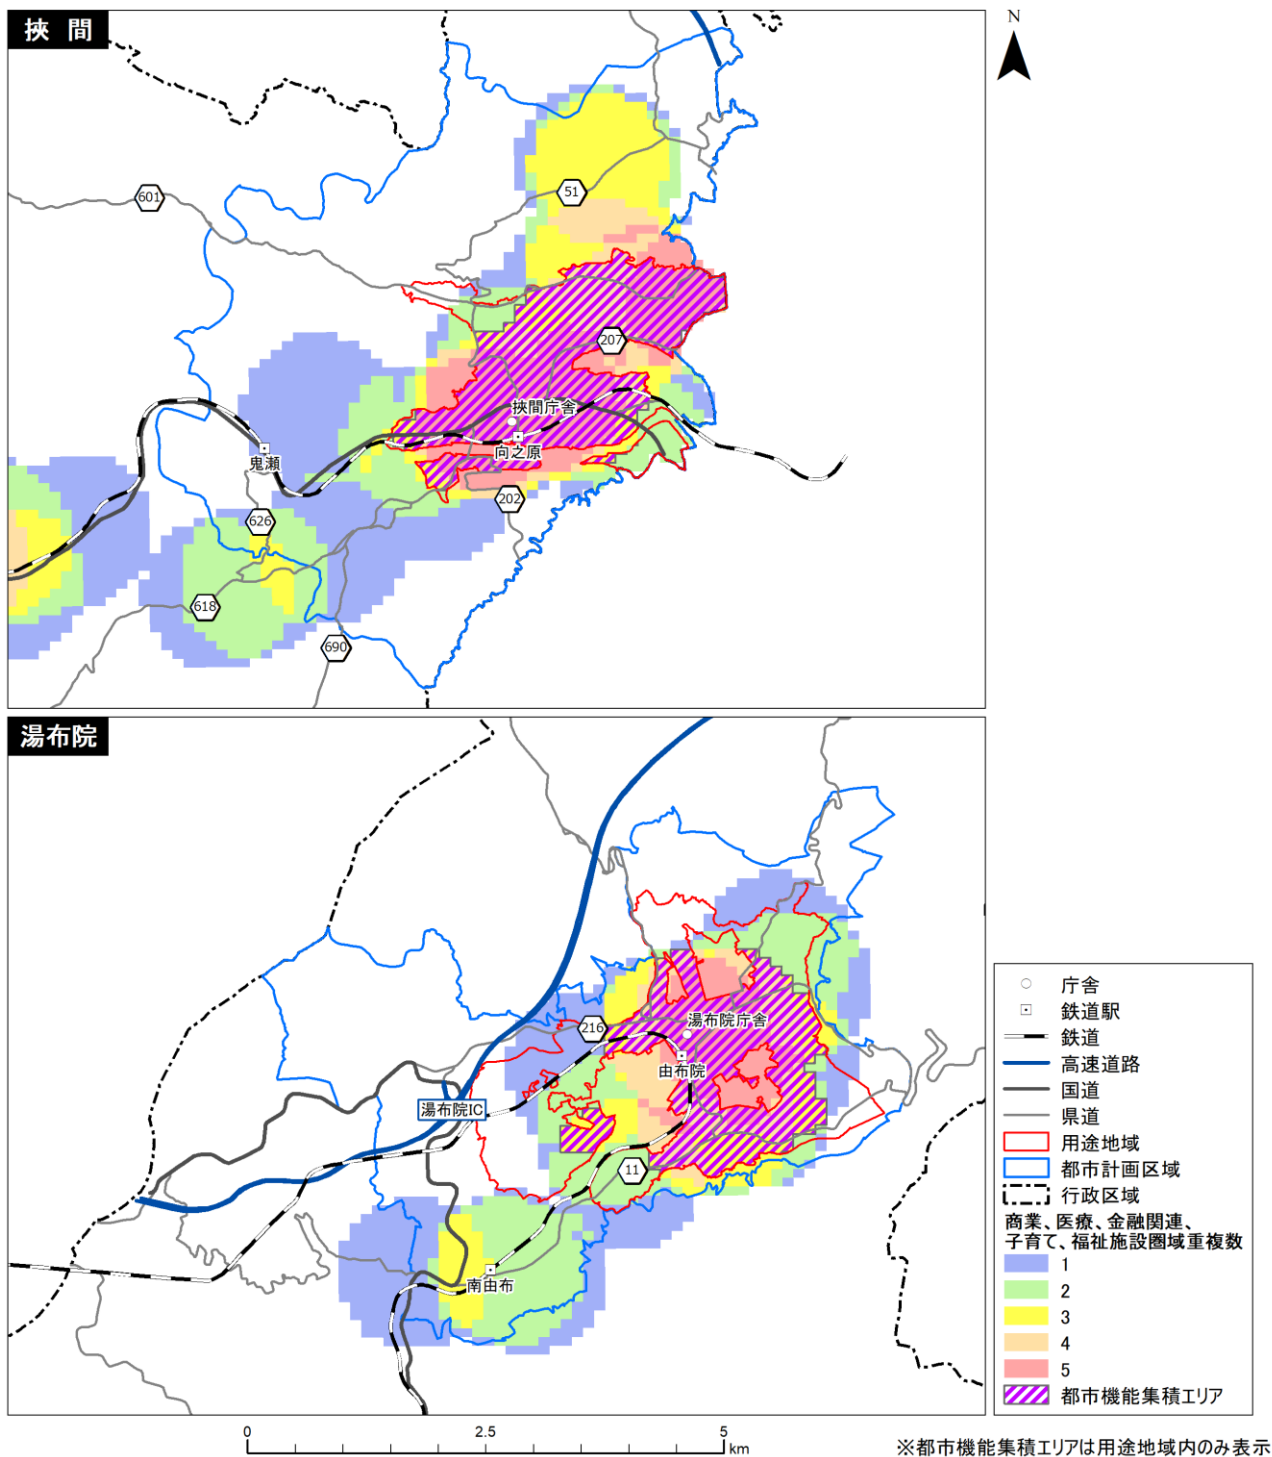 挾 間
N
601
51
207
挾間庁舎
向之原
鬼瀬
202
626
618
690
湯布院
216
湯布院庁舎
由布院
湯布院IC
11
南由布
庁舎
鉄道駅
鉄道
高速道路
国道
県道
用途地域
都市計画区域
行政区域
商業、医療、金融関連、
子育て、福祉施設圏域重複数
1
2
3
4
5
都市機能集積エリア
0 2.5 5
km
※都市機能集積エリアは用途地域内のみ表示